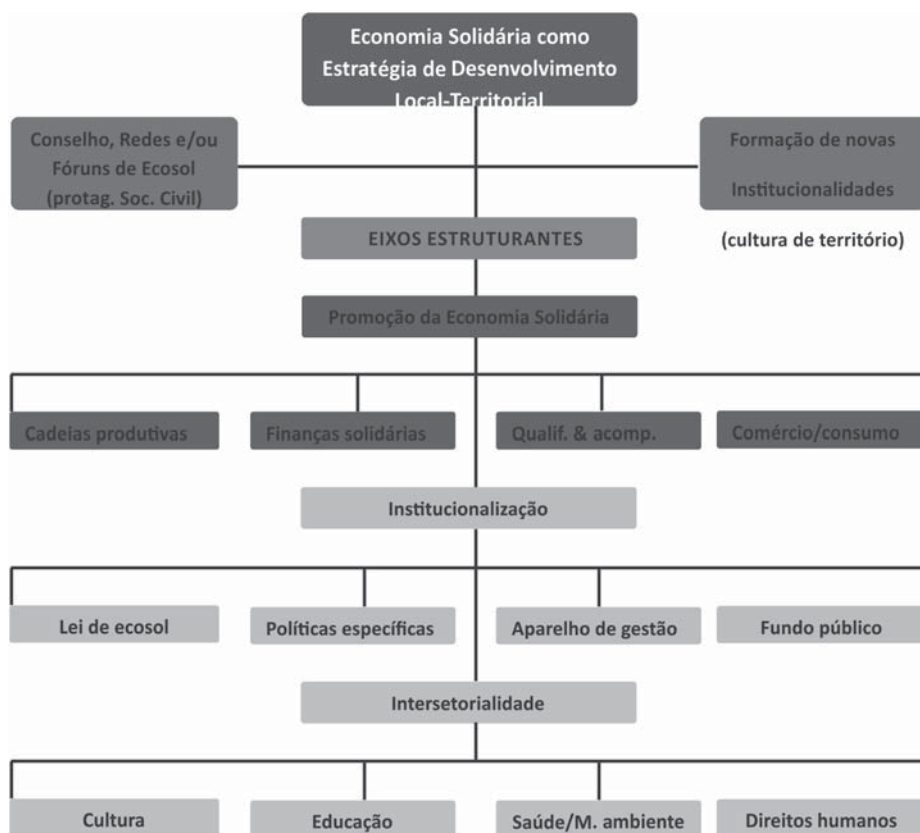 Economia Solidária como
Estratégia de Desenvolvimento
Local-Territorial
Conselho, Redes e/ou
Fóruns de Ecosol
(protag. Soc. Civil)
Formação de novas
Institucionalidades
(cultura de território)
EIXOS ESTRUTURANTES
Promoção da Economia Solidária
Cadeias produtivas
Finanças solidárias
Qualif. & acomp.
Comércio/consumo
Institucionalização
Lei de ecosol
Políticas específicas
Aparelho de gestão
Fundo público
Intersetorialidade
Cultura
Educação
Saúde/M. ambiente
Direitos humanos